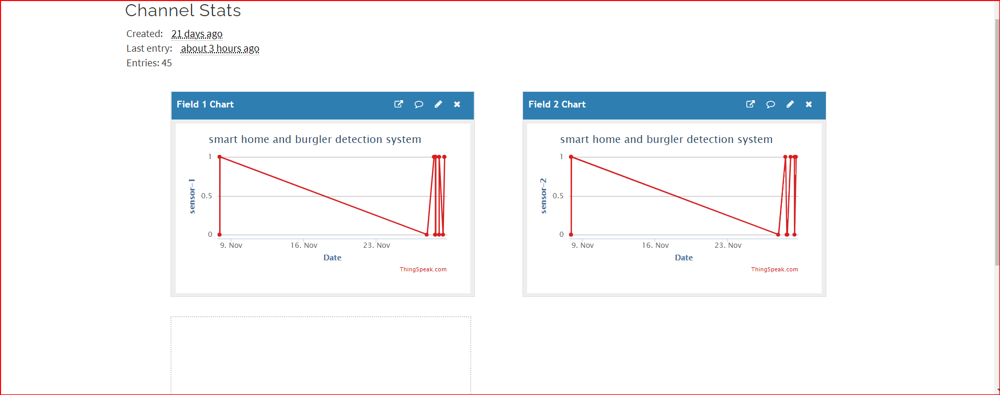 Channel Stats
Created: 21 days ago
Last entry: about 3 hours ago
Entries: 45
Field 1 Chart
smart home and burgler detection system
1
0.5
0
sensor-1
9. Nov 16. Nov 23. Nov
Date
ThingSpeak.com
Field 2 Chart
smart home and burgler detection system
1
0.5
0
sensor-2
9. Nov 16. Nov 23. Nov
Date
ThingSpeak.com